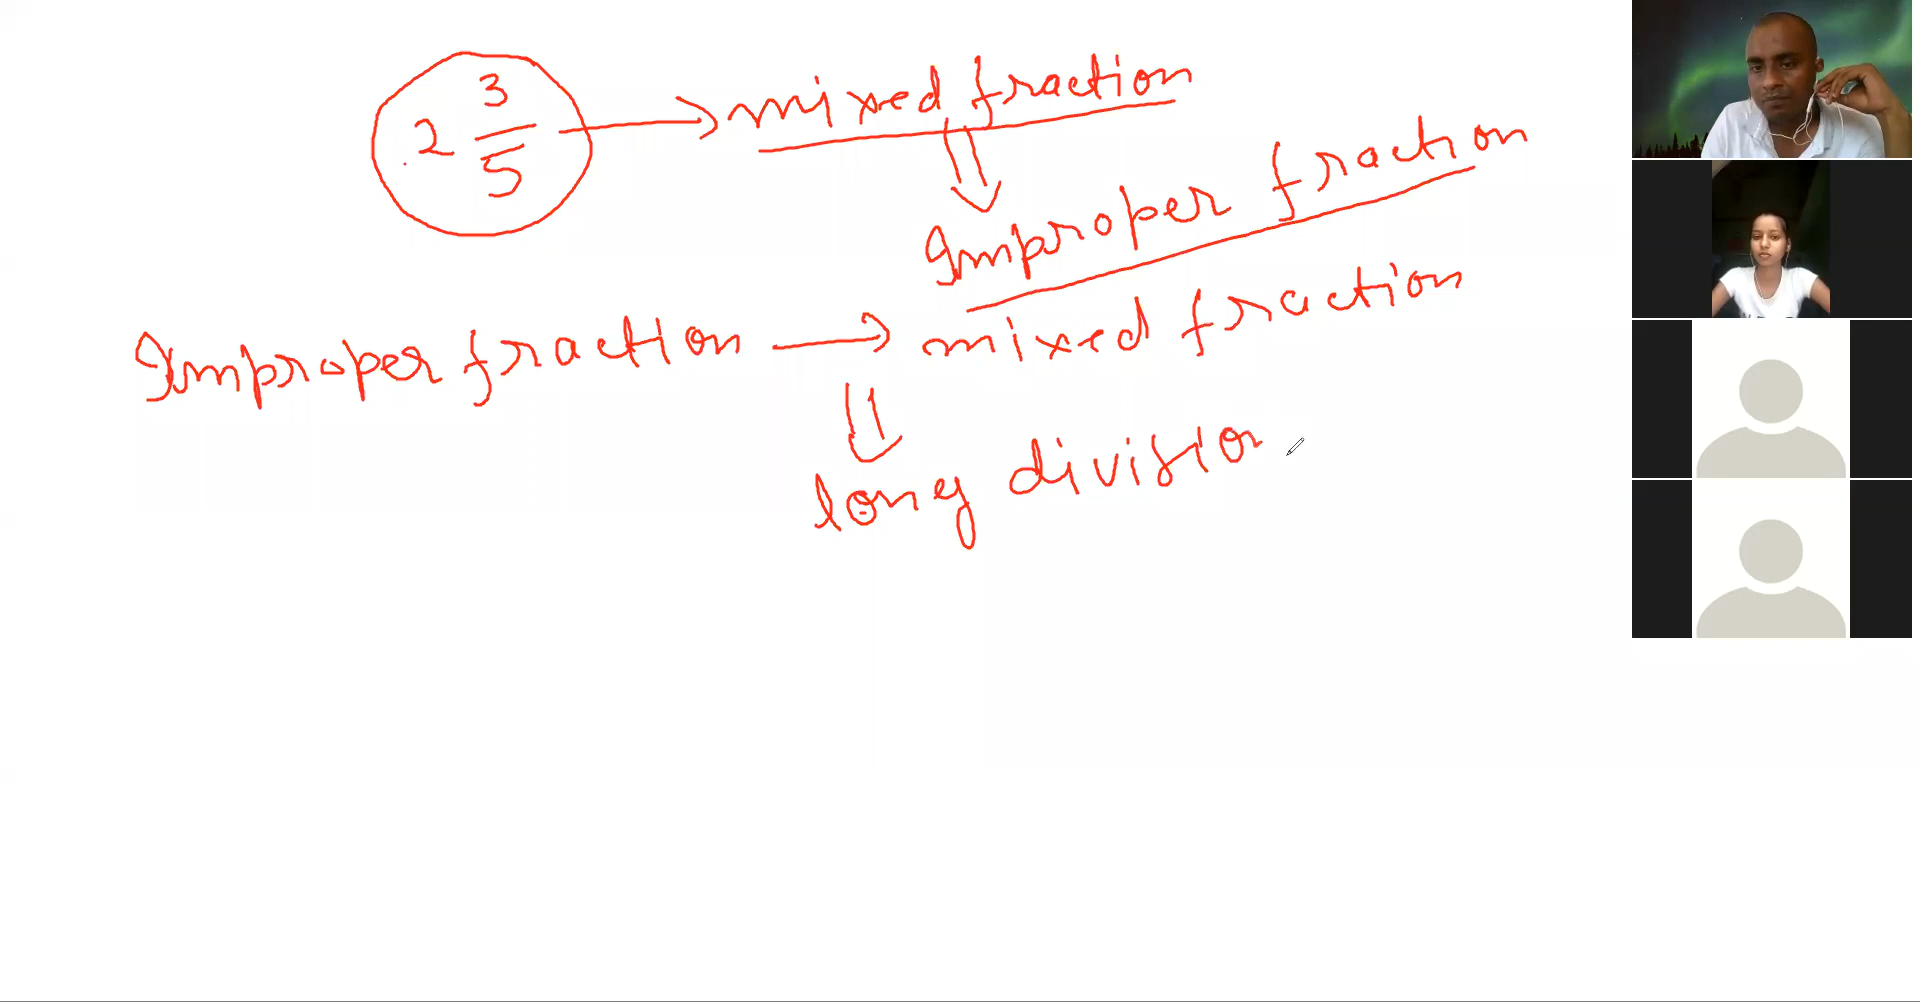 2 3/5 → mixed fraction
Improper fraction
Improper fraction → mixed fraction
long division